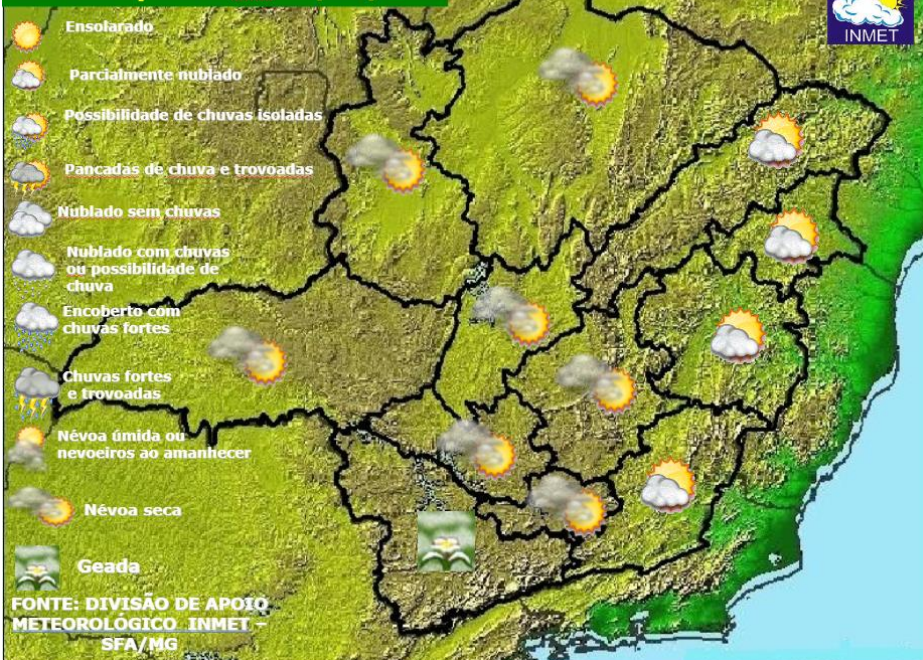 INMET
Ensolarado
Parcialmente nublado
Possibilidade de chuvas isoladas
Pancadas de chuva e trovoadas
Nublado sem chuvas
Nublado com chuvas
ou possibilidade de
chuva
Encoberto com
chuvas fortes
Chuvas fortes
e trovoadas
Névoa úmida ou
nevoeiros ao amanhecer
Névoa seca
Geada
FONTE: DIVISÃO DE APOIO
METEOROLÓGICO INMET –
SFA/MG